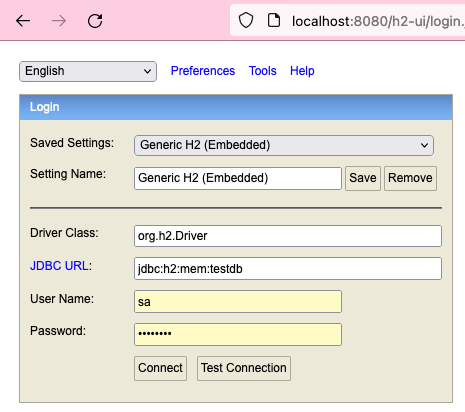 localhost:8080/h2-ui/login.
English Preferences Tools Help
Login
Saved Settings: Generic H2 (Embedded)
Setting Name: Generic H2 (Embedded) Save Remove
Driver Class: org.h2.Driver
JDBC URL: jdbc:h2:mem:testdb
User Name: sa
Password: ••••••••
Connect Test Connection